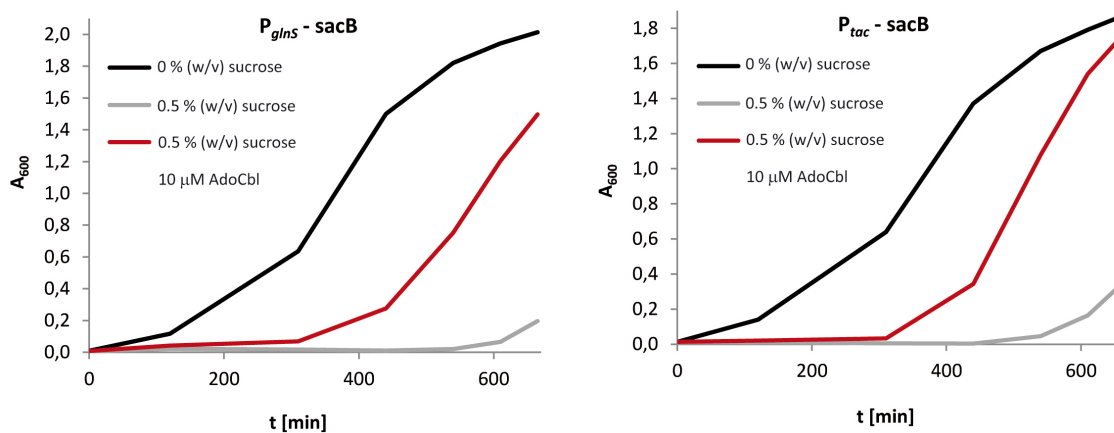 P_glnS - sacB
2,0
1,8
1,6
1,4
1,2
1,0
0,8
0,6
0,4
0,2
0,0
A600
0 % (w/v) sucrose
0.5 % (w/v) sucrose
0.5 % (w/v) sucrose
10 µM AdoCbl
0 200 400 600
t [min]
P_tac - sacB
1,8
1,6
1,4
1,2
1,0
0,8
0,6
0,4
0,2
0,0
A600
0 % (w/v) sucrose
0.5 % (w/v) sucrose
0.5 % (w/v) sucrose
10 µM AdoCbl
0 200 400 600
t [min]